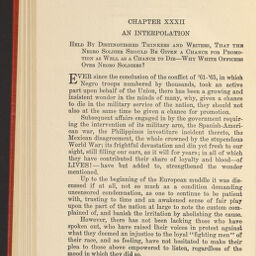 CHAPTER XXXII
AN INTERPOLATION
HELD BY DISTINGUISHED THINKERS AND WRITERS, THAT THE
NEGRO SOLDIER SHOULD BE GIVEN A CHANCE FOR PROMO-
TION AS WELL AS A CHANCE TO DIE—WHY WHITE OFFICERS
OVER NEGRO SOLDIERS?
EVER since the conclusion of the conflict of '61-'65, in which
Negro troops numbered by thousands, took an active
part upon behalf of the Union, there has been a growing and
insistent wonder in the minds of many, why, given a chance
to die in the military service of the nation, they should not
also at the same time be given a chance for promotion.
Subsequent affairs engaged in by the government requir-
ing the intervention of its military arm, the Spanish-Ameri-
can war, the Philippines investiture incident thereto, the
Mexican disagreement, the whole crowned by the stupendous
World War; its frightful devastation and din yet fresh to our
sight, still filling our ears, as it will for years; in all of which
they have contributed their share of loyalty and blood—of
LIVES!—have but added to, strengthened the wonder
mentioned.
Up to the beginning of the European muddle it was dis-
cussed if at all, not so much as a condition demanding
uncensored condemnation, as one to continue to be patient
with, trusting to time and an awakened sense of fair play
upon the part of the nation at large to note the custom com-
plained of, and banish the irritation by abolishing the cause.
However, there has not been lacking those who have
spoken out, who have raised their voices in protest against
what they deemed an injustice to the loyal "fighting men" of
their race, and so feeling, have not hesitated to make their
plea to those above empowered to listen, regardless of the
mood in which they did so.